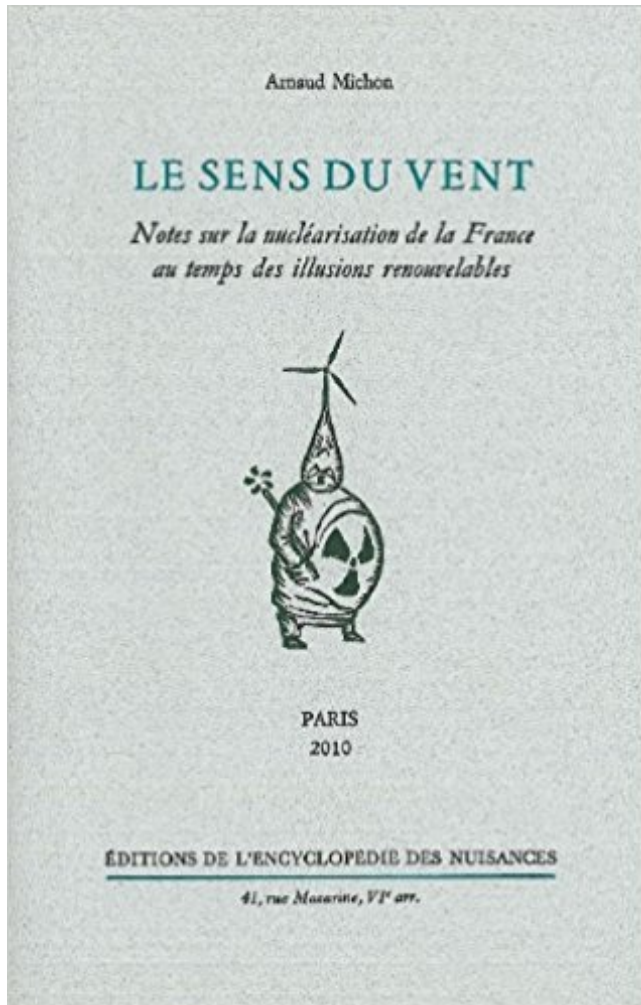 Arnaud Michon
LE SENS DU VENT
Notes sur la nucléarisation de la France
au temps des illusions renouvelables
PARIS
2010
ÉDITIONS DE L'ENCYCLOPÉDIE DES NUISANCES
41, rue Mazarine, VIᵉ arr.